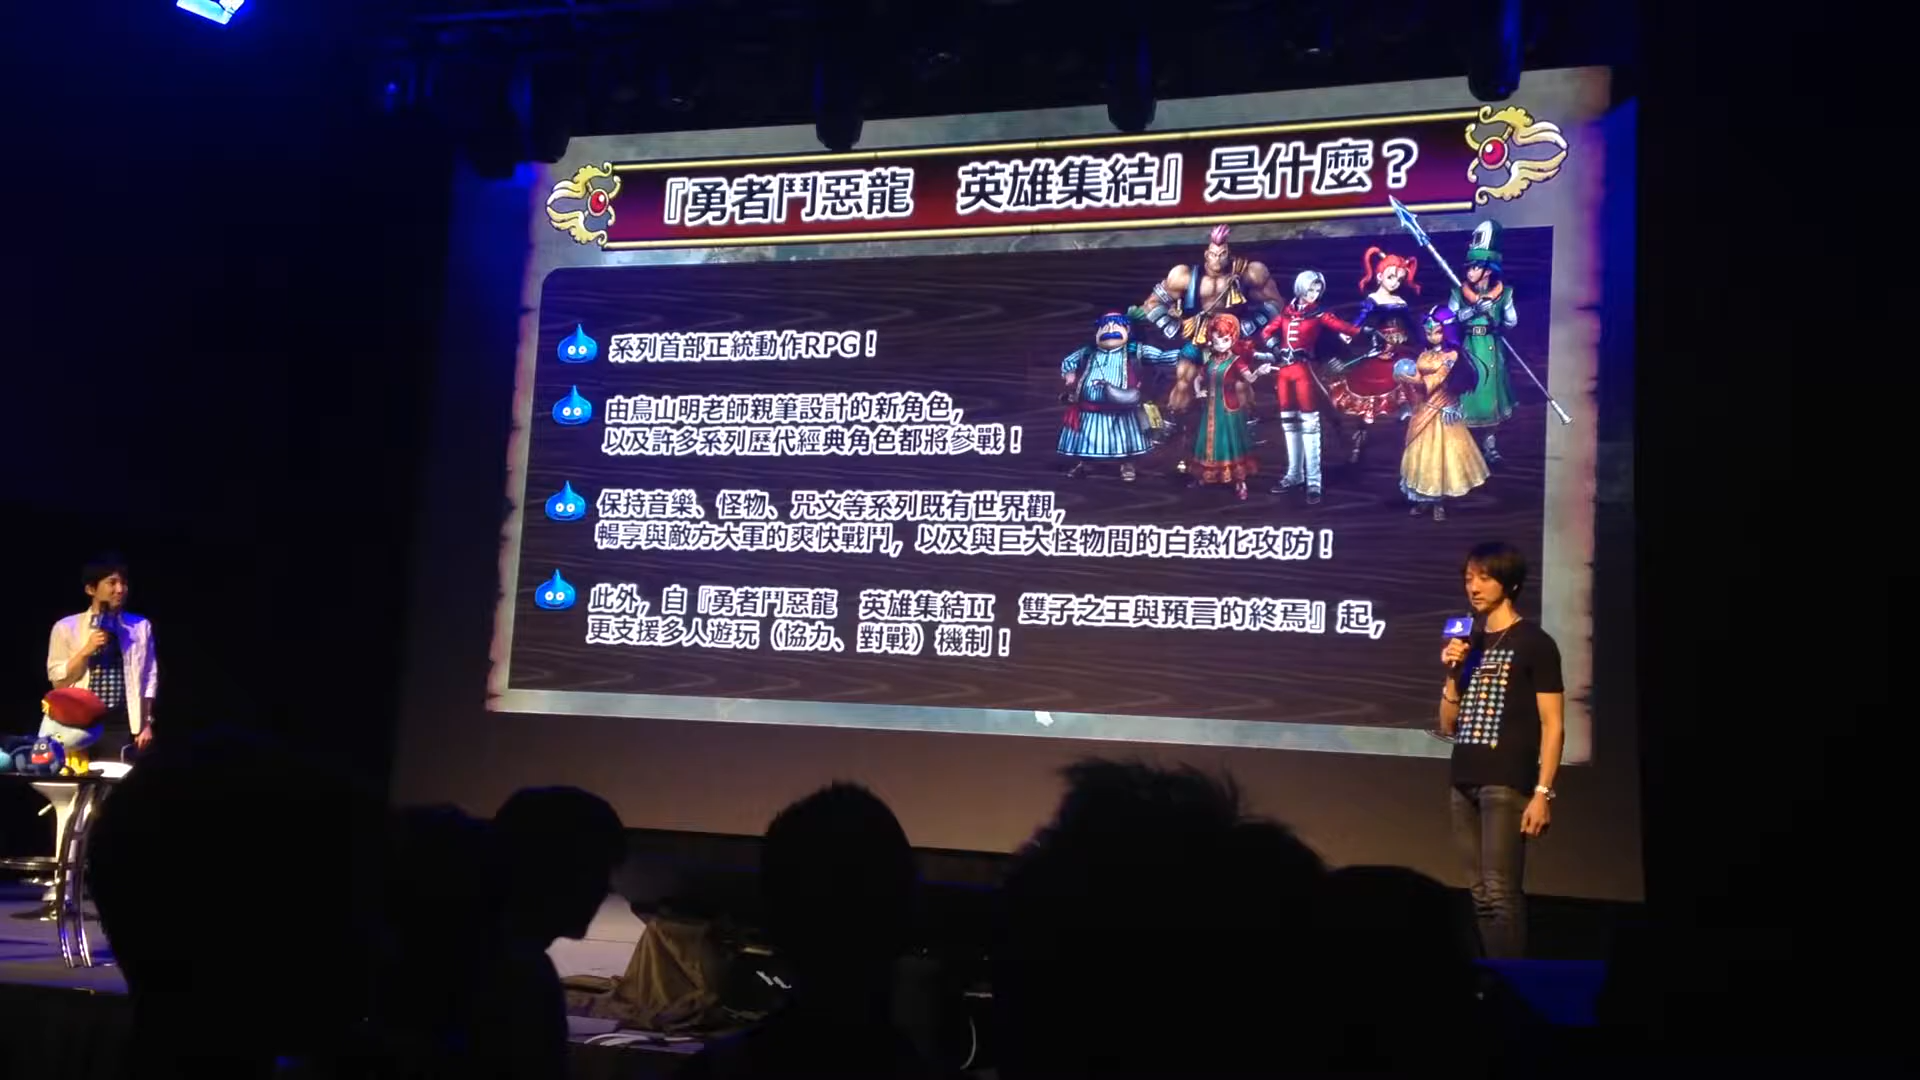 『勇者鬥惡龍　英雄集結』是什麼？
系列首部正統動作RPG！
由鳥山明老師親筆設計的新角色，
以及許多系列歷代經典角色都將參戰！
保持音樂、怪物、咒文等系列既有世界觀，
暢享與敵方大軍的爽快戰鬥，以及與巨大怪物間的白熱化攻防！
此外，自『勇者鬥惡龍　英雄集結II　雙子之王與預言的終焉』起，
更支援多人遊玩（協力、對戰）機制！